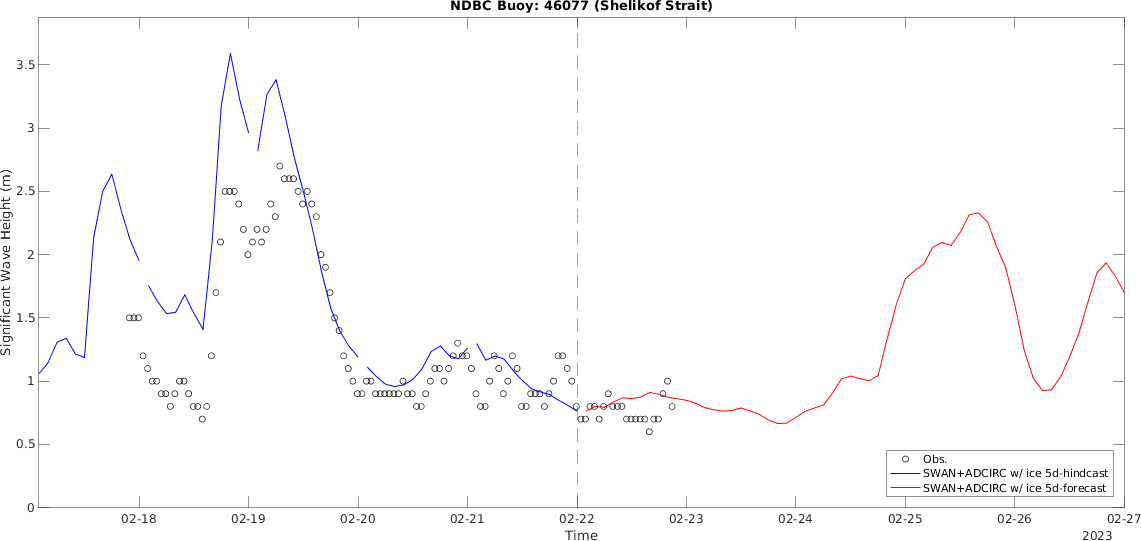 NDBC Buoy: 46077 (Shelikof Strait)
Significant Wave Height (m)
3.5
3
2.5
2
1.5
1
0.5
0
Obs.
SWAN+ADCIRC w/ ice 5d-hindcast
SWAN+ADCIRC w/ ice 5d-forecast
02-18 02-19 02-20 02-21 02-22 02-23 02-24 02-25 02-26 02-27
Time
2023